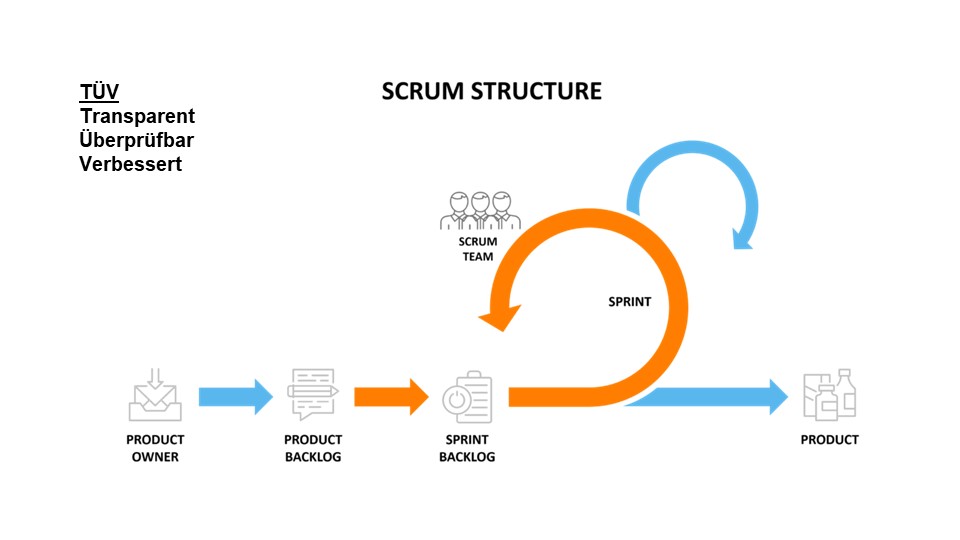 TÜV
Transparent
Überprüfbar
Verbessert
SCRUM STRUCTURE
SCRUM
TEAM
SPRINT
PRODUCT
OWNER
PRODUCT
BACKLOG
SPRINT
BACKLOG
PRODUCT